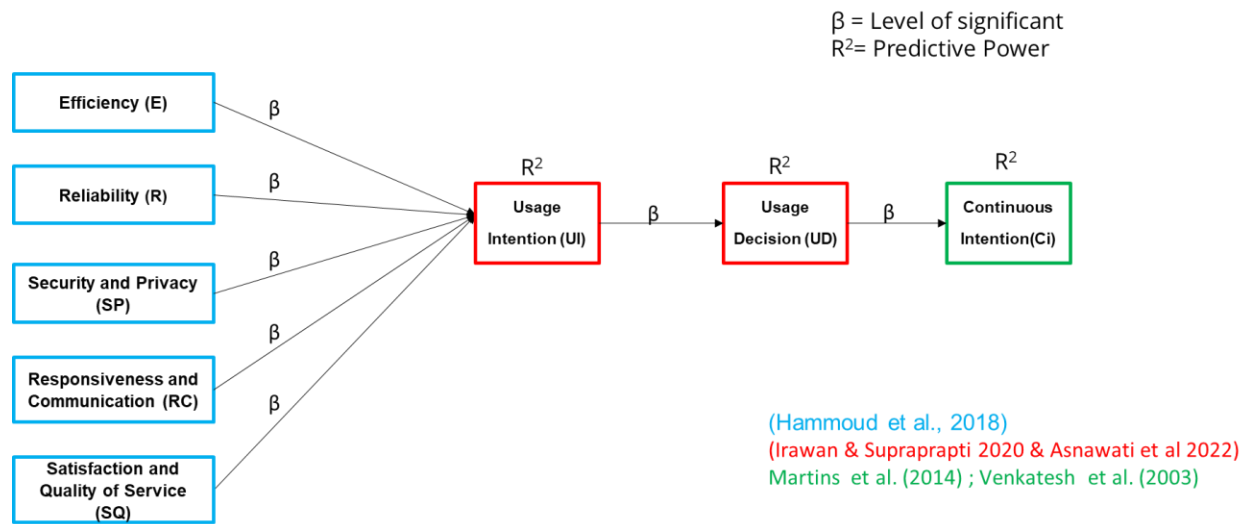 β = Level of significant
R²= Predictive Power
Efficiency (E)
β
Reliability (R)
β
Security and Privacy
(SP)
β
Responsiveness and
Communication (RC)
β
Satisfaction and
Quality of Service
(SQ)
β
R²
Usage
Intention (UI)
β
R²
Usage
Decision (UD)
β
R²
Continuous
Intention(Ci)
(Hammoud et al., 2018)
(Irawan & Supraprapti 2020 & Asnawati et al 2022)
Martins et al. (2014) ; Venkatesh et al. (2003)